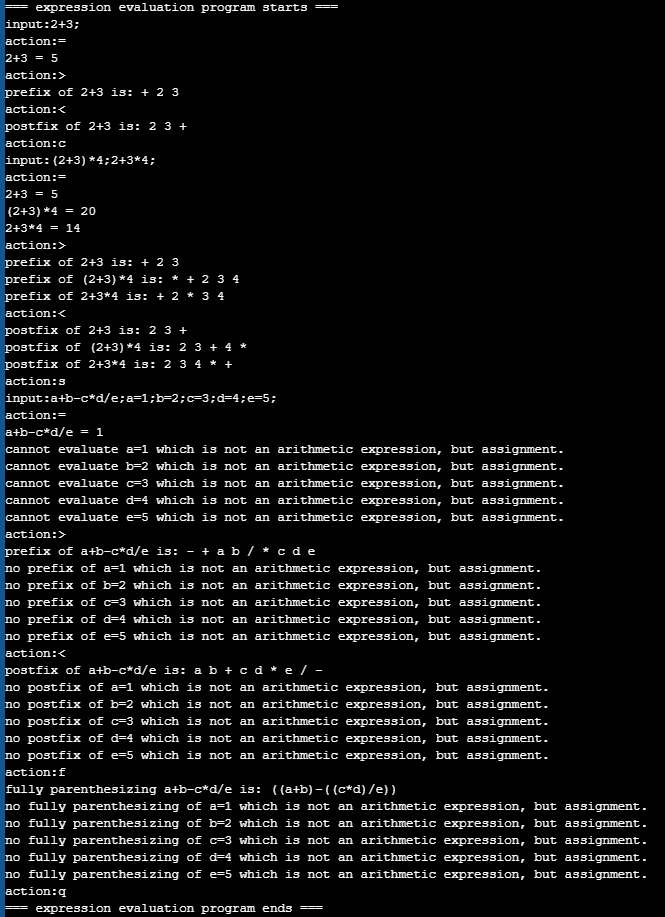 === expression evaluation program starts ===
input:2+3;
action:=
2+3 = 5
action:>
prefix of 2+3 is: + 2 3
action:<
postfix of 2+3 is: 2 3 +
action:c
input:(2+3)*4;2+3*4;
action:=
2+3 = 5
(2+3)*4 = 20
2+3*4 = 14
action:>
prefix of 2+3 is: + 2 3
prefix of (2+3)*4 is: * + 2 3 4
prefix of 2+3*4 is: + 2 * 3 4
action:<
postfix of 2+3 is: 2 3 +
postfix of (2+3)*4 is: 2 3 + 4 *
postfix of 2+3*4 is: 2 3 4 * +
action:s
input:a+b-c*d/e;a=1;b=2;c=3;d=4;e=5;
action:=
a+b-c*d/e = 1
cannot evaluate a=1 which is not an arithmetic expression, but assignment.
cannot evaluate b=2 which is not an arithmetic expression, but assignment.
cannot evaluate c=3 which is not an arithmetic expression, but assignment.
cannot evaluate d=4 which is not an arithmetic expression, but assignment.
cannot evaluate e=5 which is not an arithmetic expression, but assignment.
action:>
prefix of a+b-c*d/e is: - + a b / * c d e
no prefix of a=1 which is not an arithmetic expression, but assignment.
no prefix of b=2 which is not an arithmetic expression, but assignment.
no prefix of c=3 which is not an arithmetic expression, but assignment.
no prefix of d=4 which is not an arithmetic expression, but assignment.
no prefix of e=5 which is not an arithmetic expression, but assignment.
action:<
postfix of a+b-c*d/e is: a b + c d * e / -
no postfix of a=1 which is not an arithmetic expression, but assignment.
no postfix of b=2 which is not an arithmetic expression, but assignment.
no postfix of c=3 which is not an arithmetic expression, but assignment.
no postfix of d=4 which is not an arithmetic expression, but assignment.
no postfix of e=5 which is not an arithmetic expression, but assignment.
action:f
fully parenthesizing a+b-c*d/e is: ((a+b)-((c*d)/e))
no fully parenthesizing of a=1 which is not an arithmetic expression, but assignment.
no fully parenthesizing of b=2 which is not an arithmetic expression, but assignment.
no fully parenthesizing of c=3 which is not an arithmetic expression, but assignment.
no fully parenthesizing of d=4 which is not an arithmetic expression, but assignment.
no fully parenthesizing of e=5 which is not an arithmetic expression, but assignment.
action:q
=== expression evaluation program ends ===